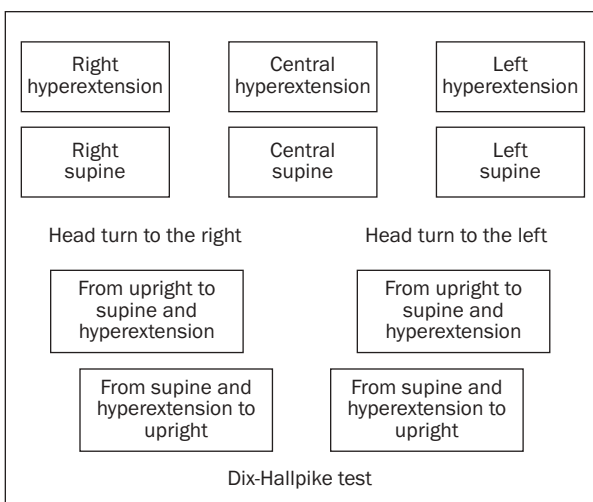 Right
hyperextension
Central
hyperextension
Left
hyperextension
Right
supine
Central
supine
Left
supine
Head turn to the right
Head turn to the left
From upright to
supine and
hyperextension
From upright to
supine and
hyperextension
From supine and
hyperextension to
upright
From supine and
hyperextension to
upright
Dix-Hallpike test